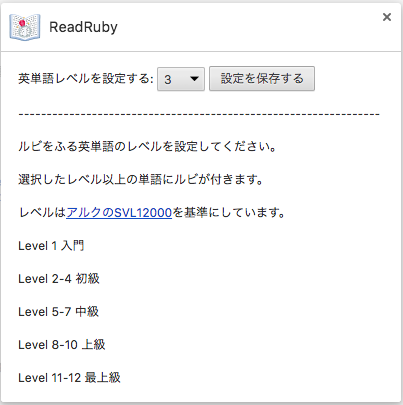 ReadRuby
×
英単語レベルを設定する: 3 設定を保存する
-----------------------------------------------------------------
ルビをふる英単語のレベルを設定してください。
選択したレベル以上の単語にルビが付きます。
レベルはアルクのSVL12000を基準にしています。
Level 1 入門
Level 2-4 初級
Level 5-7 中級
Level 8-10 上級
Level 11-12 最上級